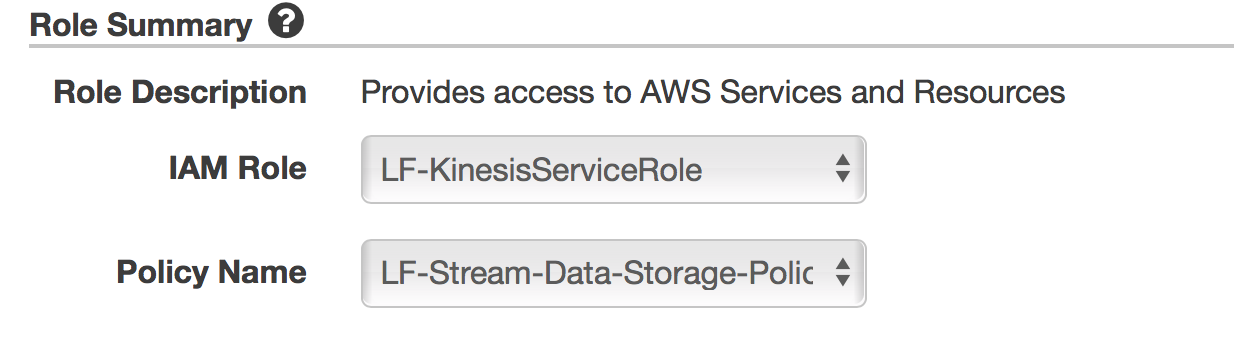 Role Summary ?
Role Description Provides access to AWS Services and Resources
IAM Role LF-KinesisServiceRole
Policy Name LF-Stream-Data-Storage-Polic